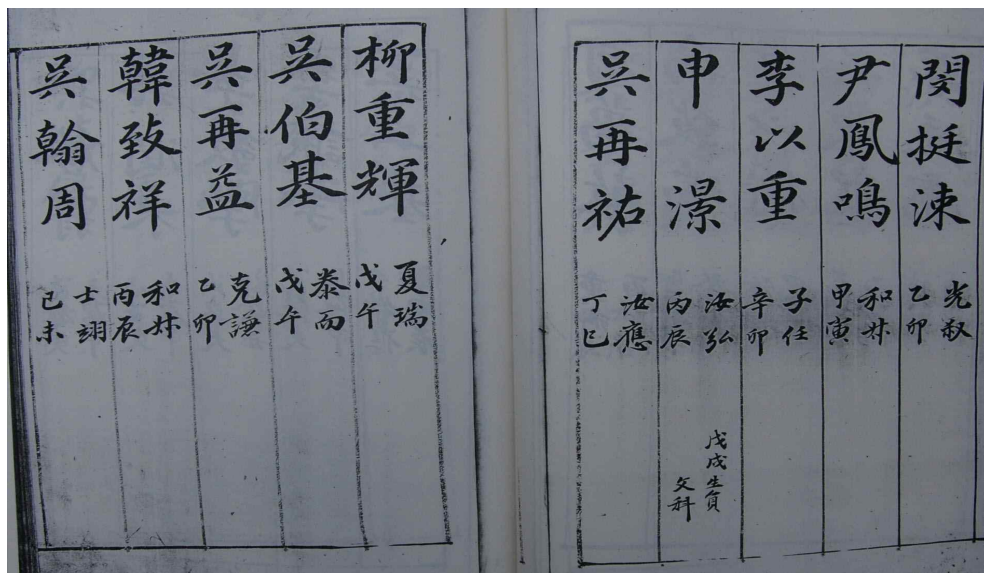 閔挺涑
光叔
乙卯
尹鳳鳴
和叔
甲寅
李以重
子任
辛卯
申 澋
汝弘
丙辰
戊戌生員
文科
吳再祐
汝應
丁巳
柳重輝
夏瑞
戊午
吳伯基
泰而
戊午
吳再益
克謙
乙卯
韓致祥
和叔
丙辰
吳翰周
士翊
己未